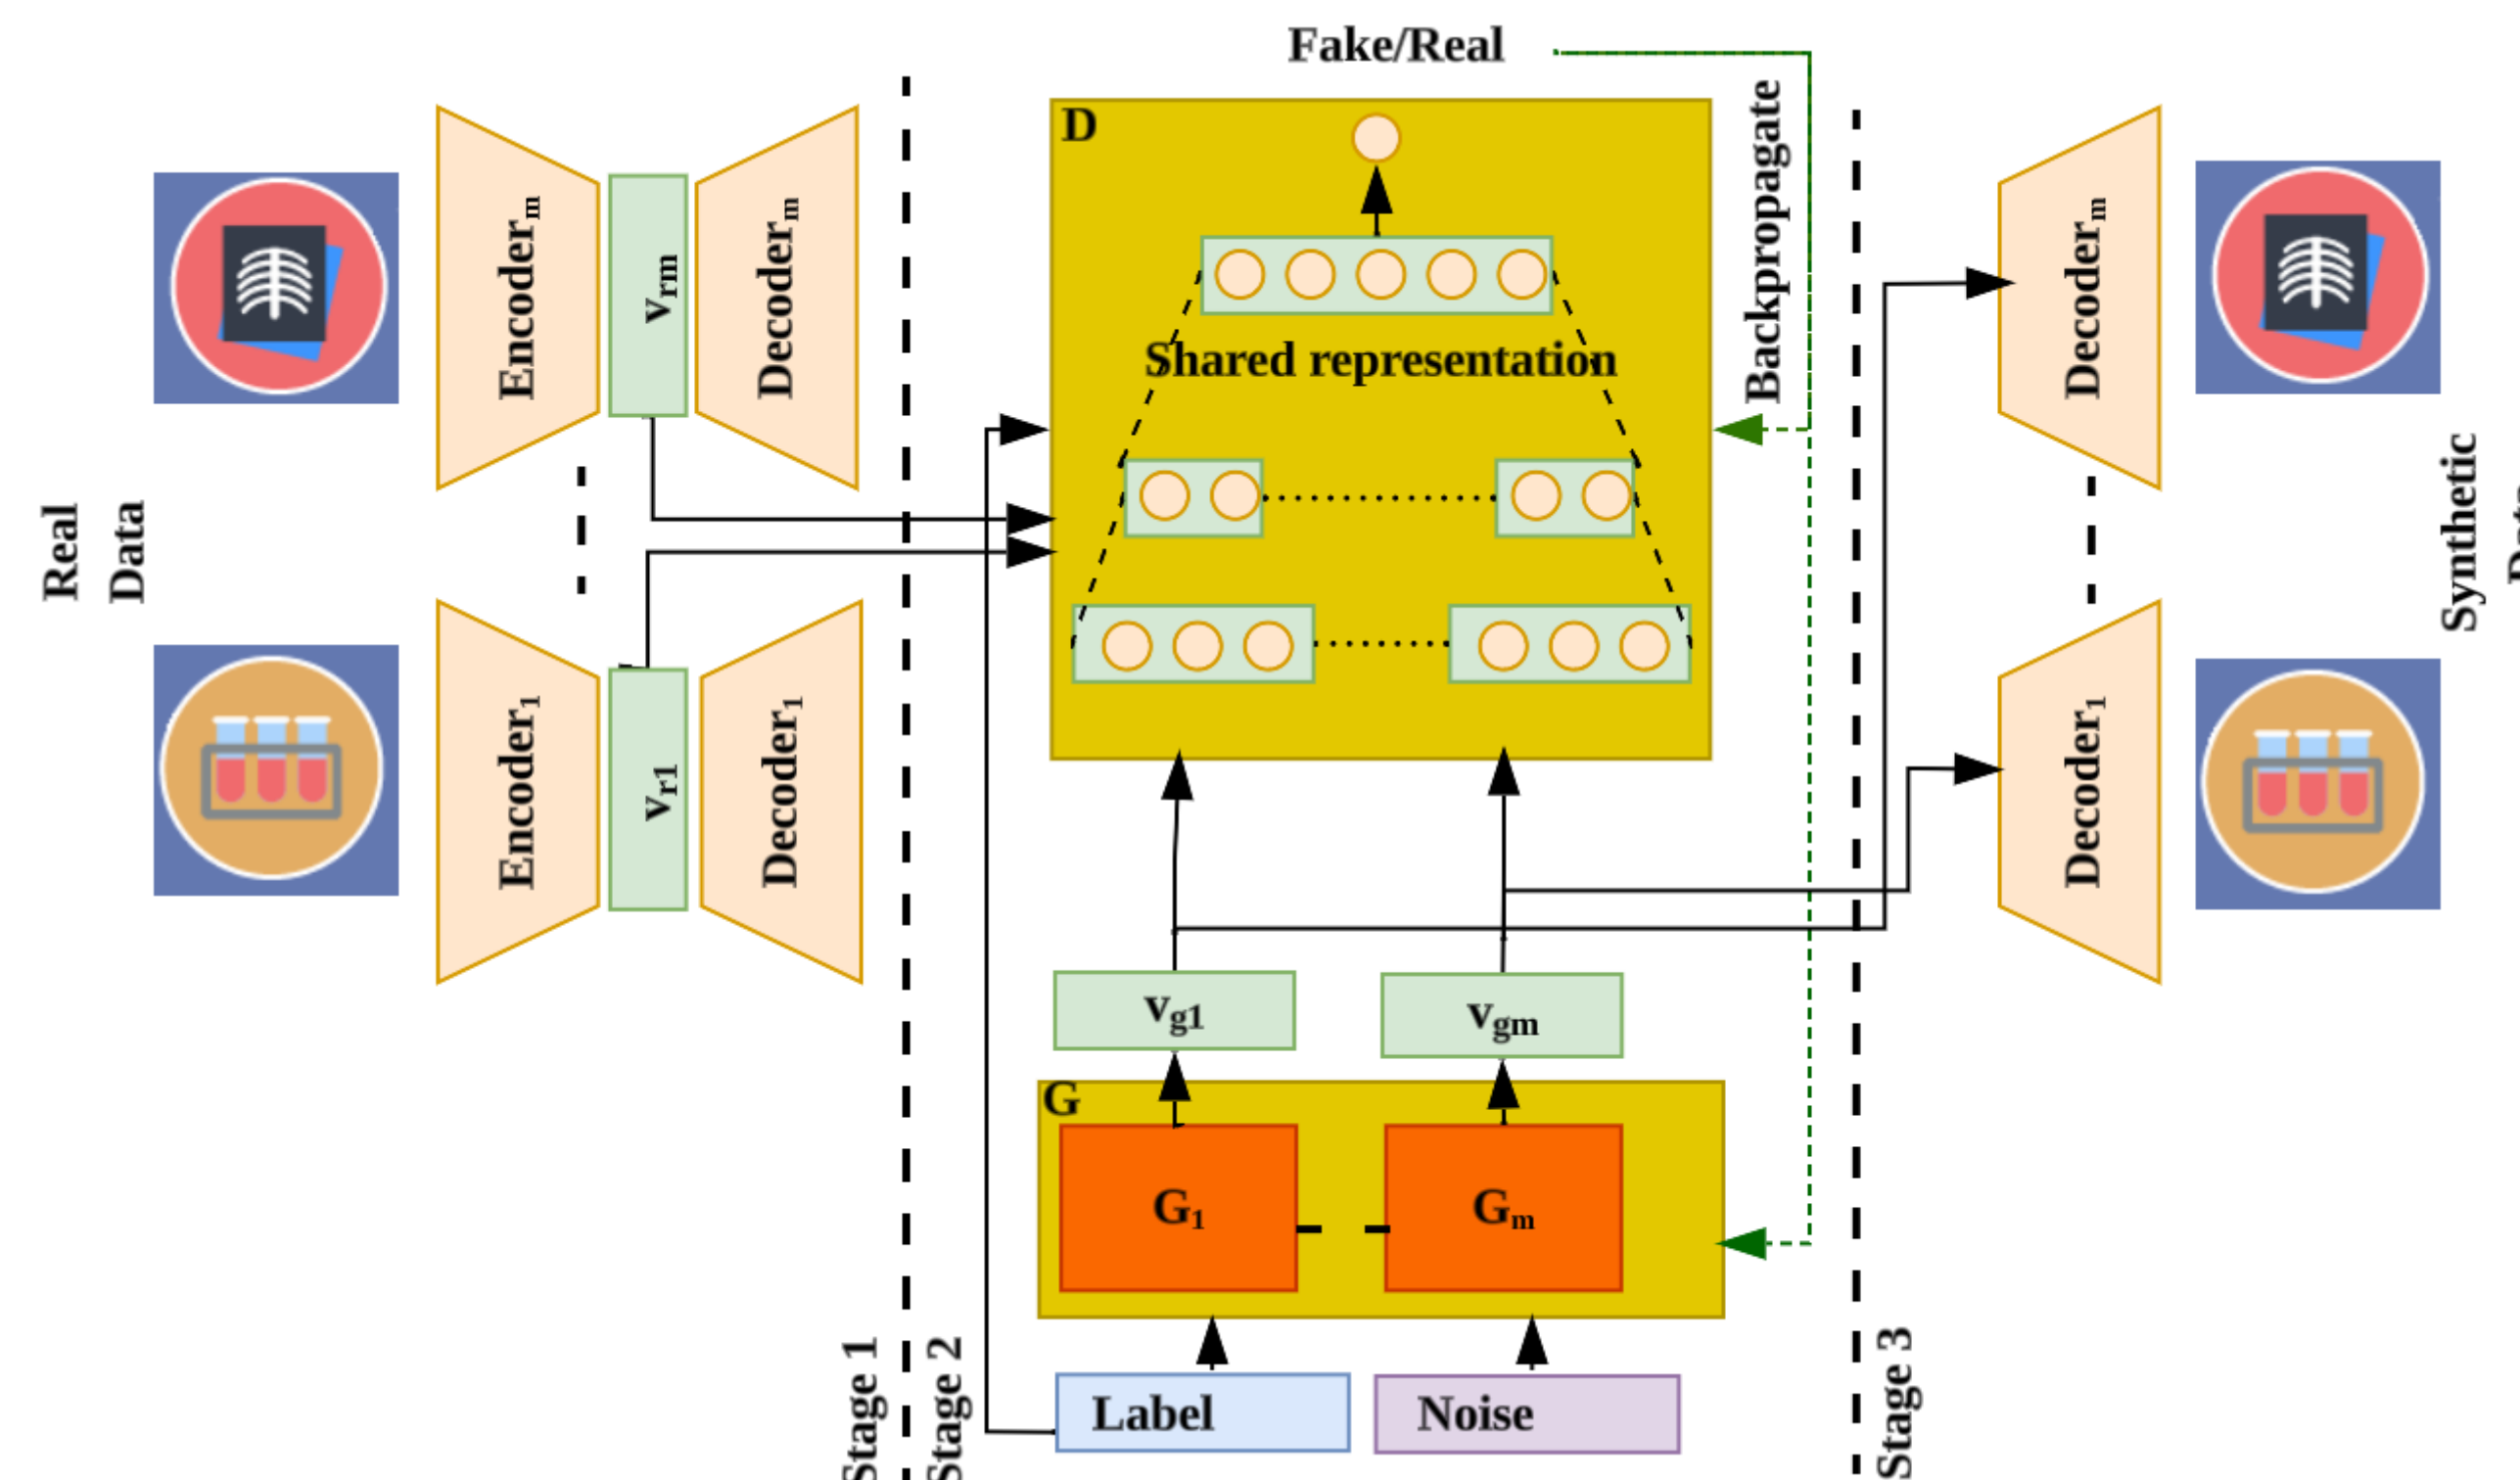 Fake/Real
D
Backpropagate
Encoderm
vrm
Decoderm
Shared representation
Decoderm
Real
Data
Synthetic
Encoder1
vr1
Decoder1
Decoder1
vg1
vgm
G
G1
Gm
Stage 1
Stage 2
Stage 3
Label
Noise